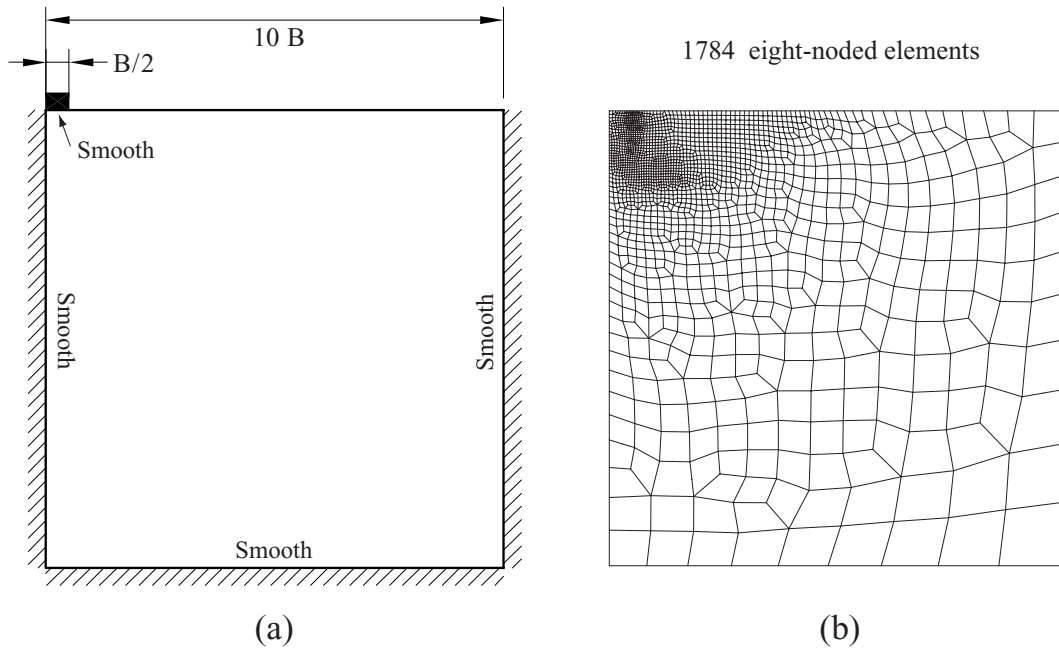 10 B
B/2
Smooth
Smooth
Smooth
Smooth
(a)
1784 eight-noded elements
(b)